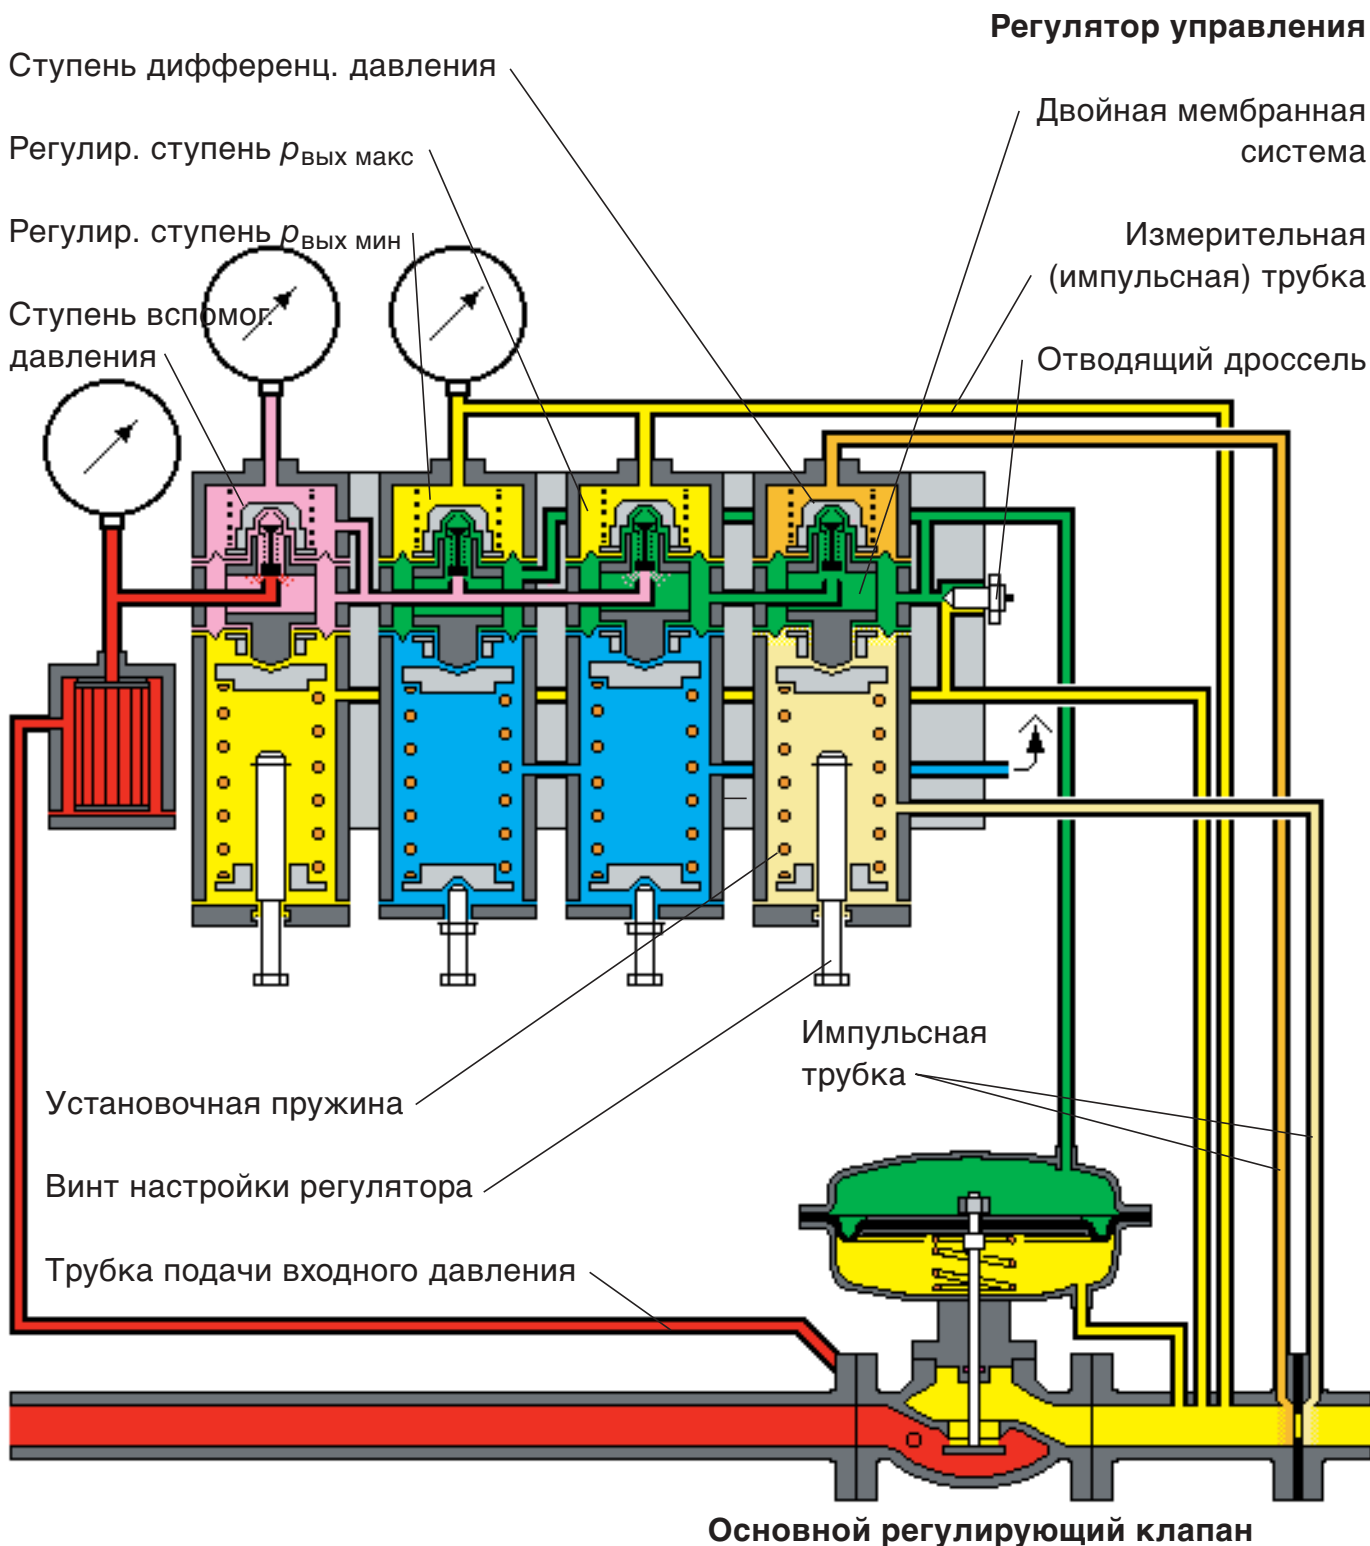 Регулятор управления
Ступень дифференц. давления
Двойная мембранная
система
Регулир. ступень pвых макс
Регулир. ступень pвых мин
Измерительная
(импульсная) трубка
Ступень вспомог.
давления
Отводящий дроссель
Импульсная
трубка
Установочная пружина
Винт настройки регулятора
Трубка подачи входного давления
Основной регулирующий клапан